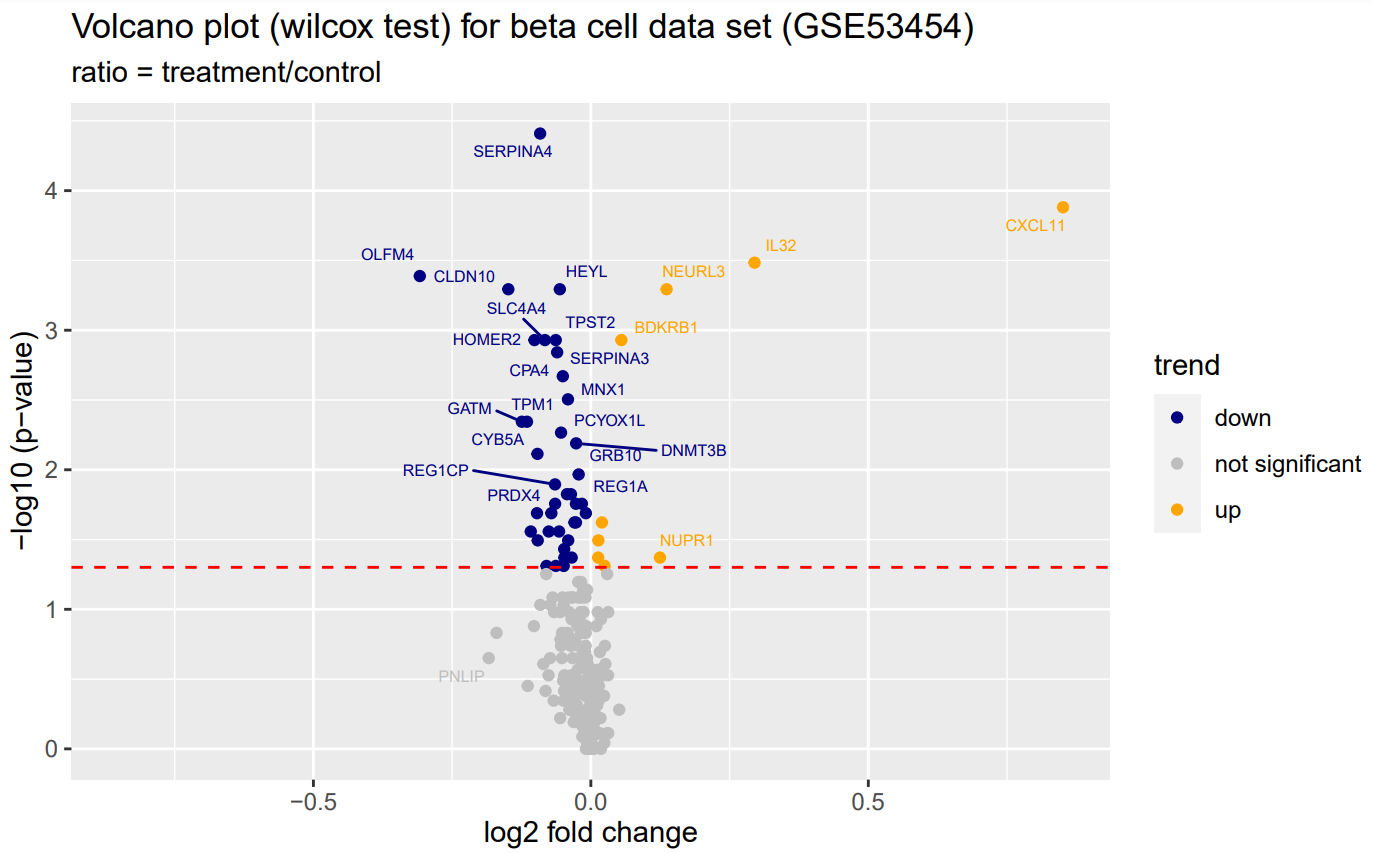 Volcano plot (wilcox test) for beta cell data set (GSE53454)
ratio = treatment/control
SERPINA4
4
CXCL11
IL32
OLFM4
CLDN10
HEYL
NEURL3
SLC4A4
TPST2
BDKRB1
3
HOMER2
SERPINA3
CPA4
MNX1
TPM1
GATM
PCYOX1L
CYB5A
DNMT3B
GRB10
2
REG1CP
REG1A
PRDX4
NUPR1
1
PNLIP
0
−0.5 0.0 0.5
log2 fold change
−log10 (p−value)
trend
down
not significant
up